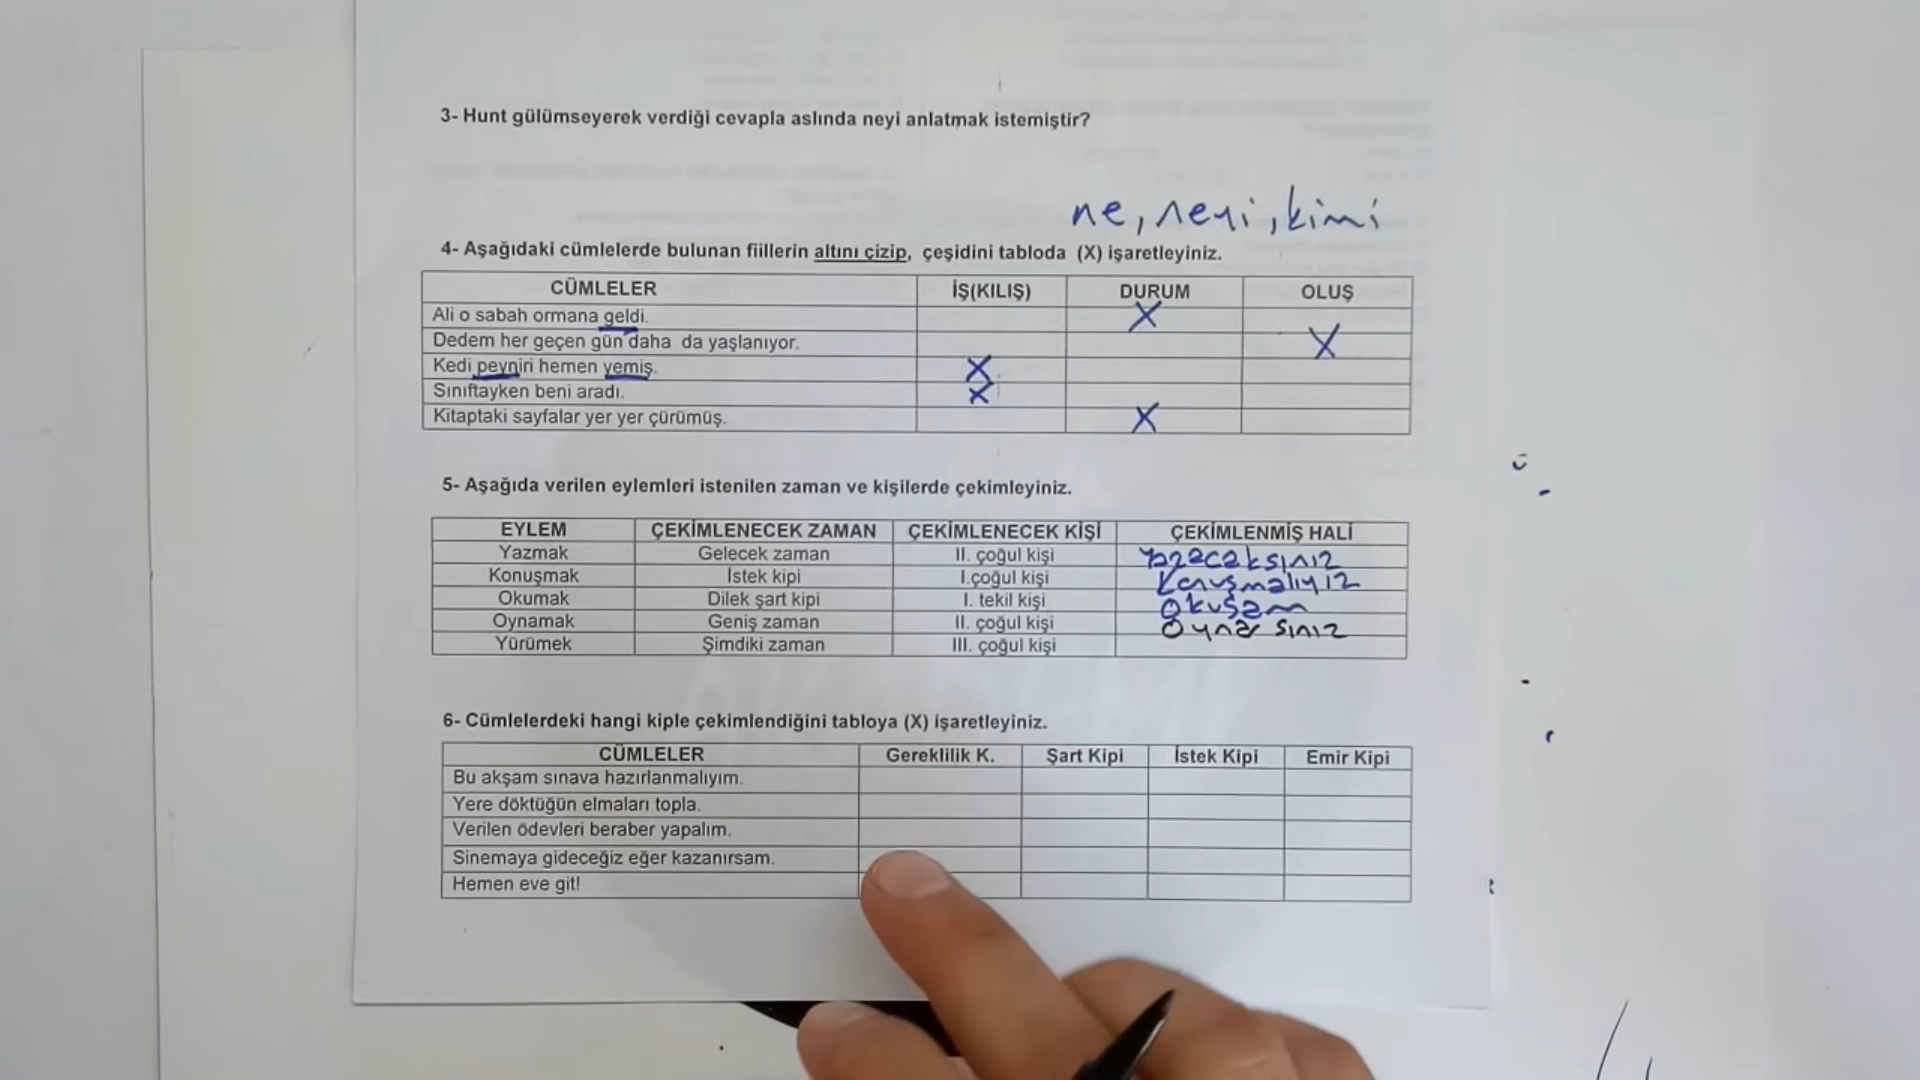 3- Hunt gülümseyerek verdiği cevapla aslında neyi anlatmak istemiştir?
ne, neyi, kimi
4- Aşağıdaki cümlelerde bulunan fiillerin altını çizip, çeşidini tabloda (X) işaretleyiniz.
CÜMLELER İŞ(KILIŞ) DURUM OLUŞ
Ali o sabah ormana geldi. X
Dedem her geçen gün daha da yaşlanıyor. X
Kedi peyniri hemen yemiş. X
Sınıftayken beni aradı. X
Kitaptaki sayfalar yer yer çürümüş. X
5- Aşağıda verilen eylemleri istenilen zaman ve kişilerde çekimleyiniz.
EYLEM ÇEKİMLENECEK ZAMAN ÇEKİMLENECEK KİŞİ ÇEKİMLENMİŞ HALİ
Yazmak Gelecek zaman II. çoğul kişi yazacaksınız
Konuşmak İstek kipi I.çoğul kişi Konuşmalıyız
Okumak Dilek şart kipi I. tekil kişi Okusam
Oynamak Geniş zaman II. çoğul kişi Oynar sınız
Yürümek Şimdiki zaman III. çoğul kişi
6- Cümlelerdeki hangi kiple çekimlendiğini tabloya (X) işaretleyiniz.
CÜMLELER Gereklilik K. Şart Kipi İstek Kipi Emir Kipi
Bu akşam sınava hazırlanmalıyım.
Yere döktüğün elmaları topla.
Verilen ödevleri beraber yapalım.
Sinemaya gideceğiz eğer kazanırsam.
Hemen eve git!